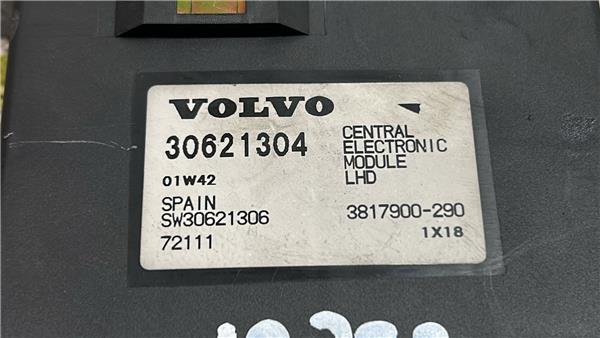 VOLVO
30621304
CENTRAL
ELECTRONIC
MODULE
LHD
01W42
SPAIN
SW30621306
3817900-290
72111
1X18